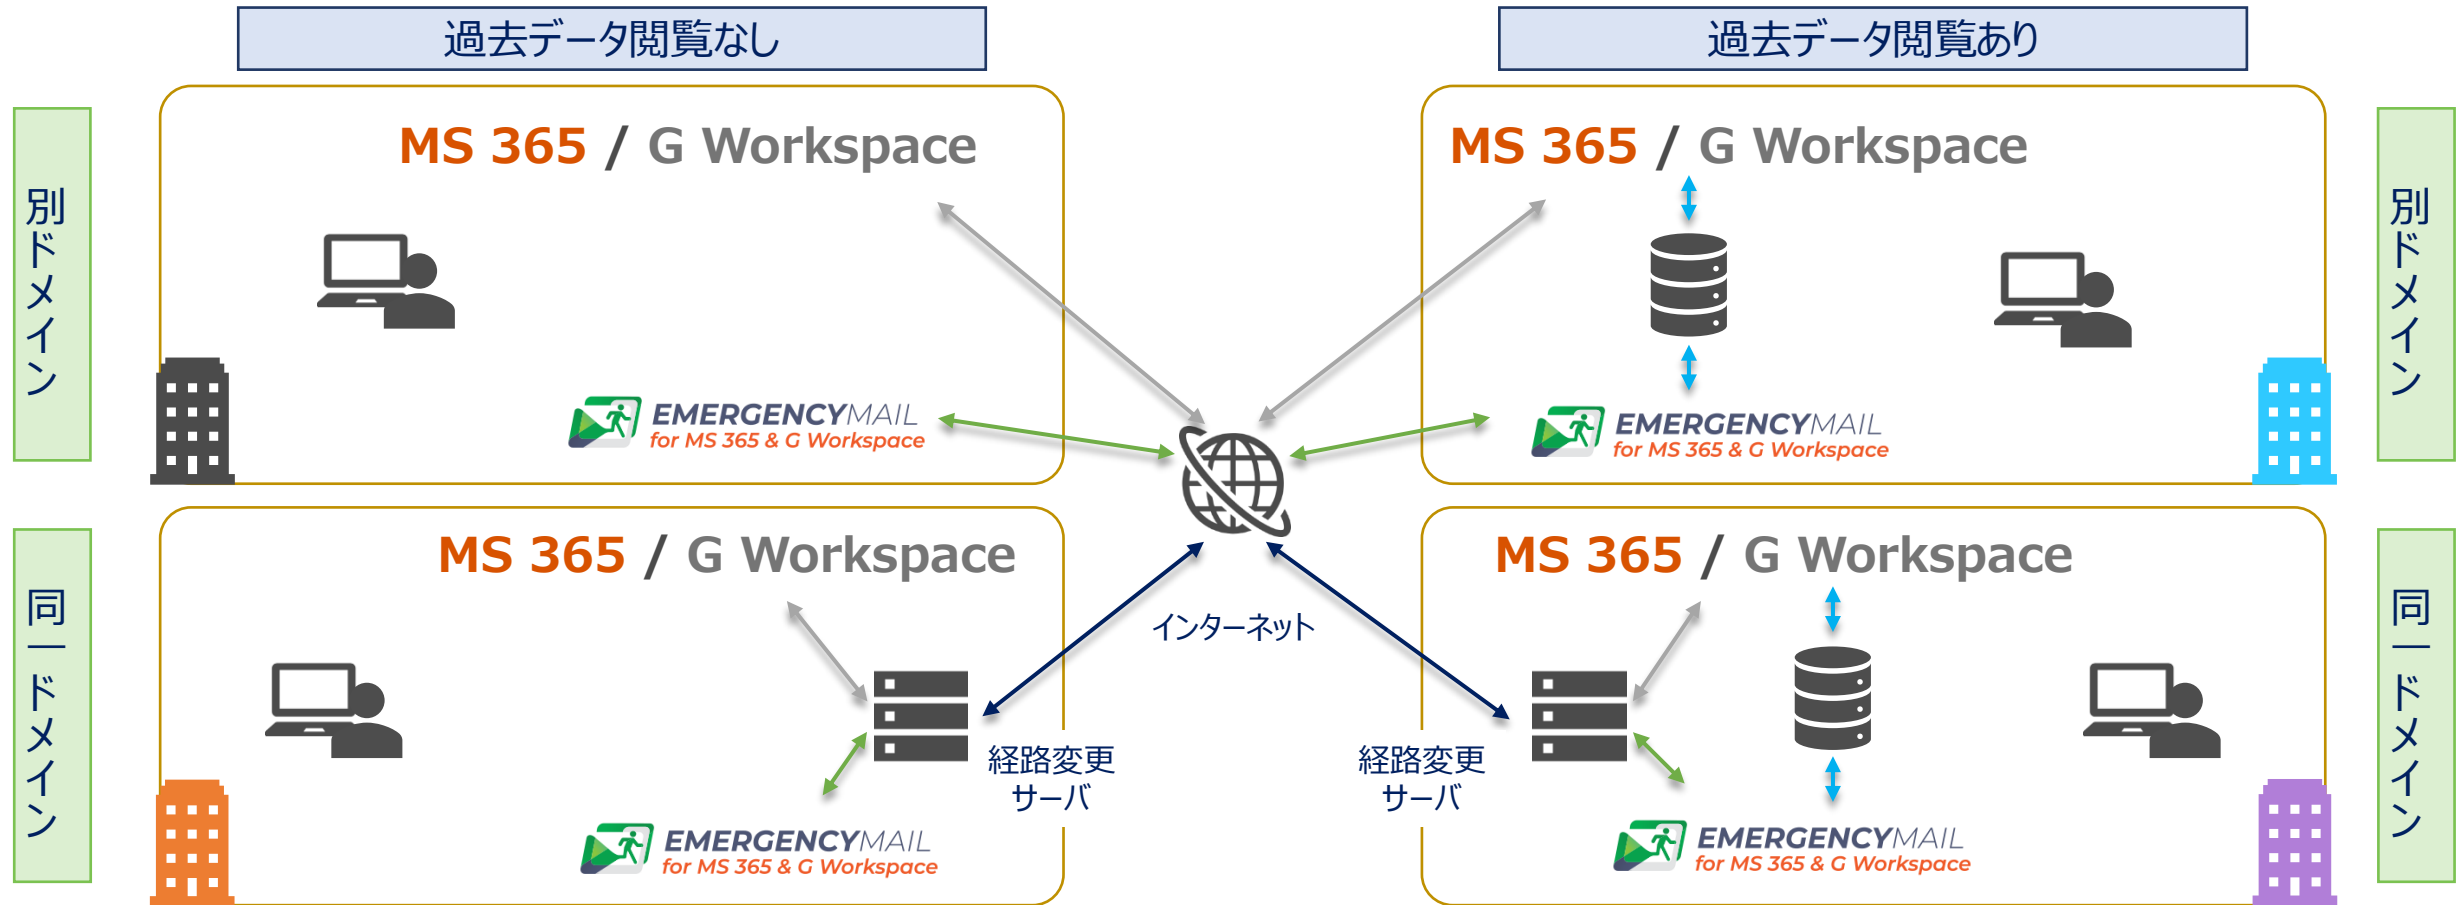 過去データ閲覧なし
過去データ閲覧あり
別ドメイン
MS 365 / G Workspace
EMERGENCYMAIL
for MS 365 & G Workspace
MS 365 / G Workspace
EMERGENCYMAIL
for MS 365 & G Workspace
別ドメイン
インターネット
同一ドメイン
MS 365 / G Workspace
経路変更
サーバ
EMERGENCYMAIL
for MS 365 & G Workspace
MS 365 / G Workspace
経路変更
サーバ
EMERGENCYMAIL
for MS 365 & G Workspace
同一ドメイン